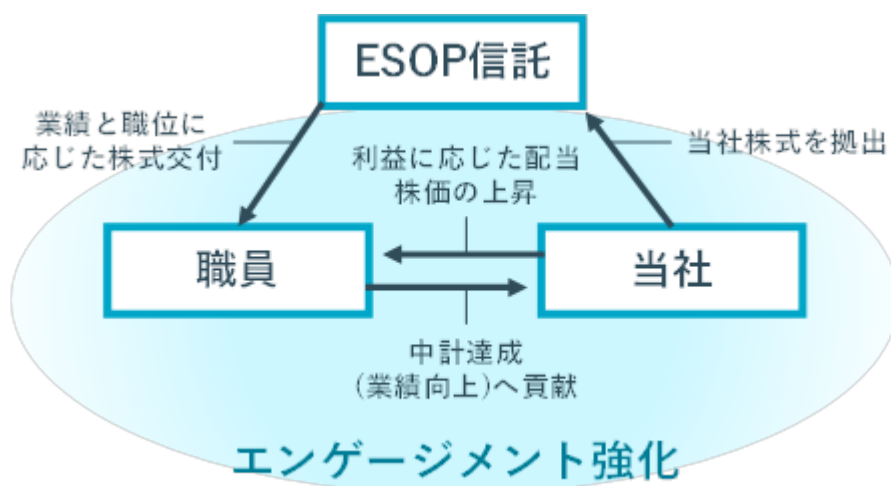 ESOP信託
業績と職位に
応じた株式交付
当社株式を拠出
利益に応じた配当
株価の上昇
職員
当社
中計達成
(業績向上)へ貢献
エンゲージメント強化